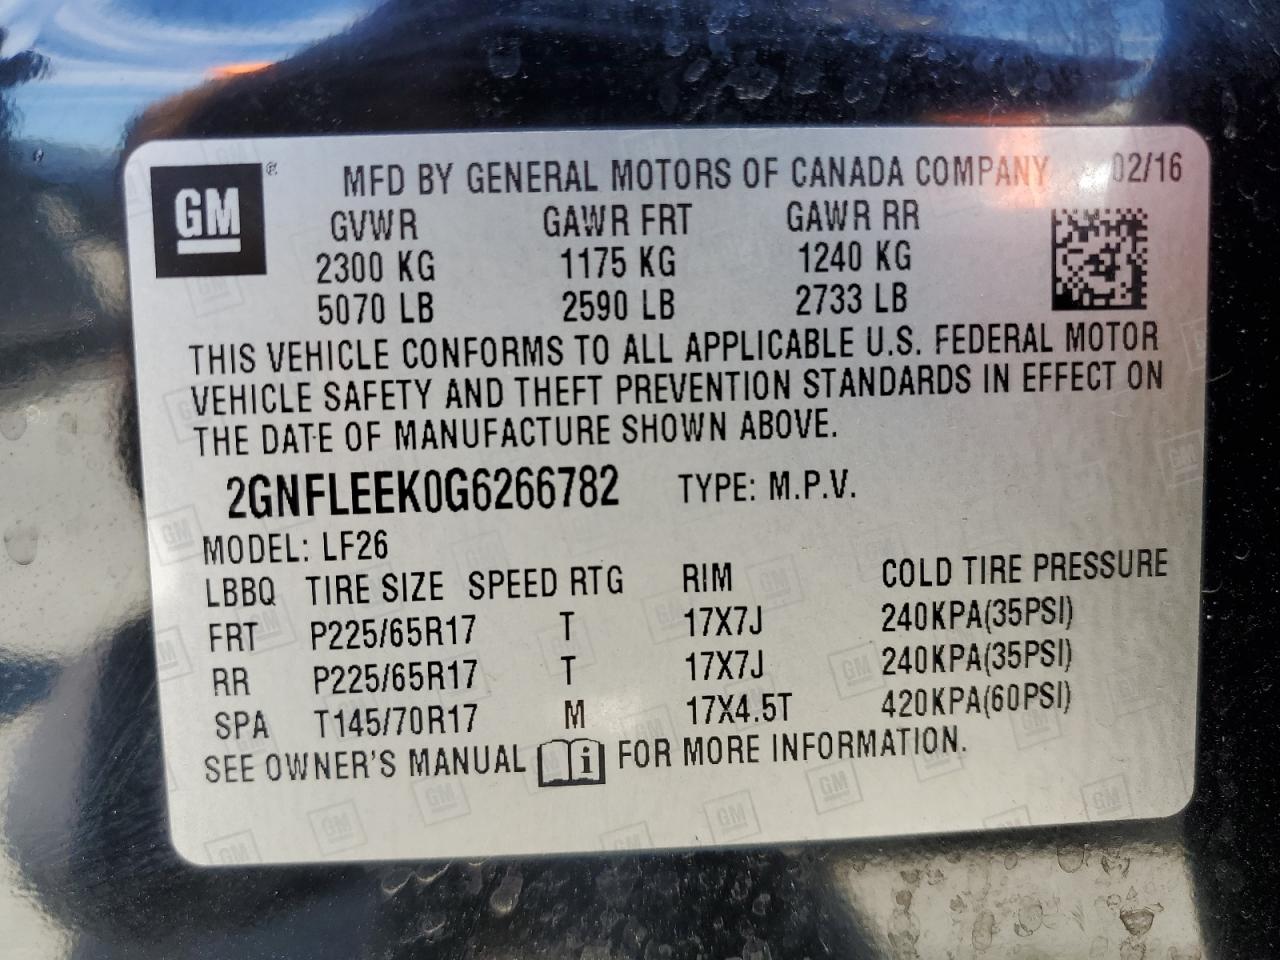 GM ® MFD BY GENERAL MOTORS OF CANADA COMPANY 02/16
GVWR GAWR FRT GAWR RR
2300 KG 1175 KG 1240 KG
5070 LB 2590 LB 2733 LB
THIS VEHICLE CONFORMS TO ALL APPLICABLE U.S. FEDERAL MOTOR
VEHICLE SAFETY AND THEFT PREVENTION STANDARDS IN EFFECT ON
THE DATE OF MANUFACTURE SHOWN ABOVE.
2GNFLEEK0G6266782 TYPE: M.P.V.
MODEL: LF26
LBBQ TIRE SIZE SPEED RTG RIM COLD TIRE PRESSURE
FRT P225/65R17 T 17X7J 240KPA(35PSI)
RR P225/65R17 T 17X7J 240KPA(35PSI)
SPA T145/70R17 M 17X4.5T 420KPA(60PSI)
SEE OWNER'S MANUAL i FOR MORE INFORMATION.